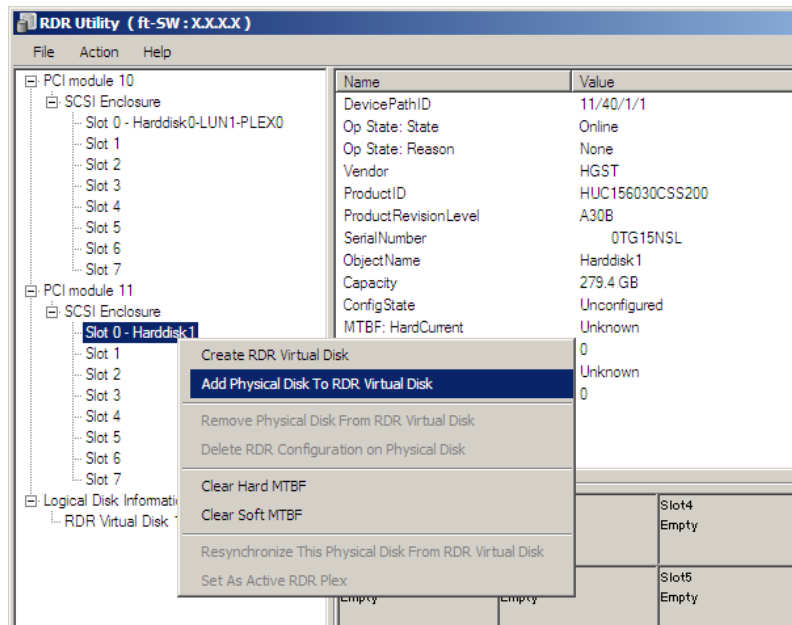 RDR Utility ( ft-SW : X.X.X.X )
File Action Help
PCI module 10
SCSI Enclosure
Slot 0 - Harddisk0-LUN1-PLEX0
Slot 1
Slot 2
Slot 3
Slot 4
Slot 5
Slot 6
Slot 7
PCI module 11
SCSI Enclosure
Slot 0 - Harddisk1
Slot 1
Slot 2
Slot 3
Slot 4
Slot 5
Slot 6
Slot 7
Logical Disk
RDR Virtual Disk
Name Value
DevicePathID 11/40/1/1
Op State: State Online
Op State: Reason None
Vendor HGST
ProductID HUC156030CSS200
ProductRevisionLevel A30B
SerialNumber 0TG15NSL
ObjectName Harddisk1
Capacity 279.4 GB
ConfigState Unconfigured
MTBF: HardCurrent Unknown
0
Unknown
0
Create RDR Virtual Disk
Add Physical Disk To RDR Virtual Disk
Remove Physical Disk From RDR Virtual Disk
Delete RDR Configuration on Physical Disk
Clear Hard MTBF
Clear Soft MTBF
Resynchronize This Physical Disk From RDR Virtual Disk
Set As Active RDR Plex
Slot4
Empty
Slot5
Empty Empty Empty